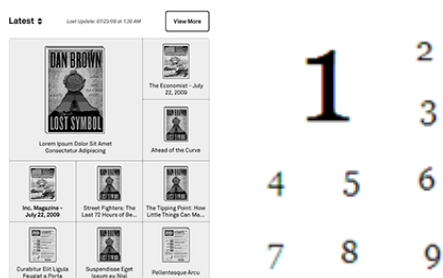 Latest
Last Update: 07/23/09 at 1:30 AM
View More
DAN BROWN
LOST SYMBOL
Lorem Ipsum Dolor Sit Amet
Consectetur Adipiscing
The Economist - July
22, 2009
Ahead of the Curve
Inc. Magazine -
July 22, 2009
Street Fighters: The
Last 72 Hours of Be...
The Tipping Point: How
Little Things Can Ma...
Curabitur Elit Ligula
Feugiat a Porta
Suspendisse Eget
Ipsum eu Nisl
Pellentesque Arcu
1
2
3
4
5
6
7
8
9